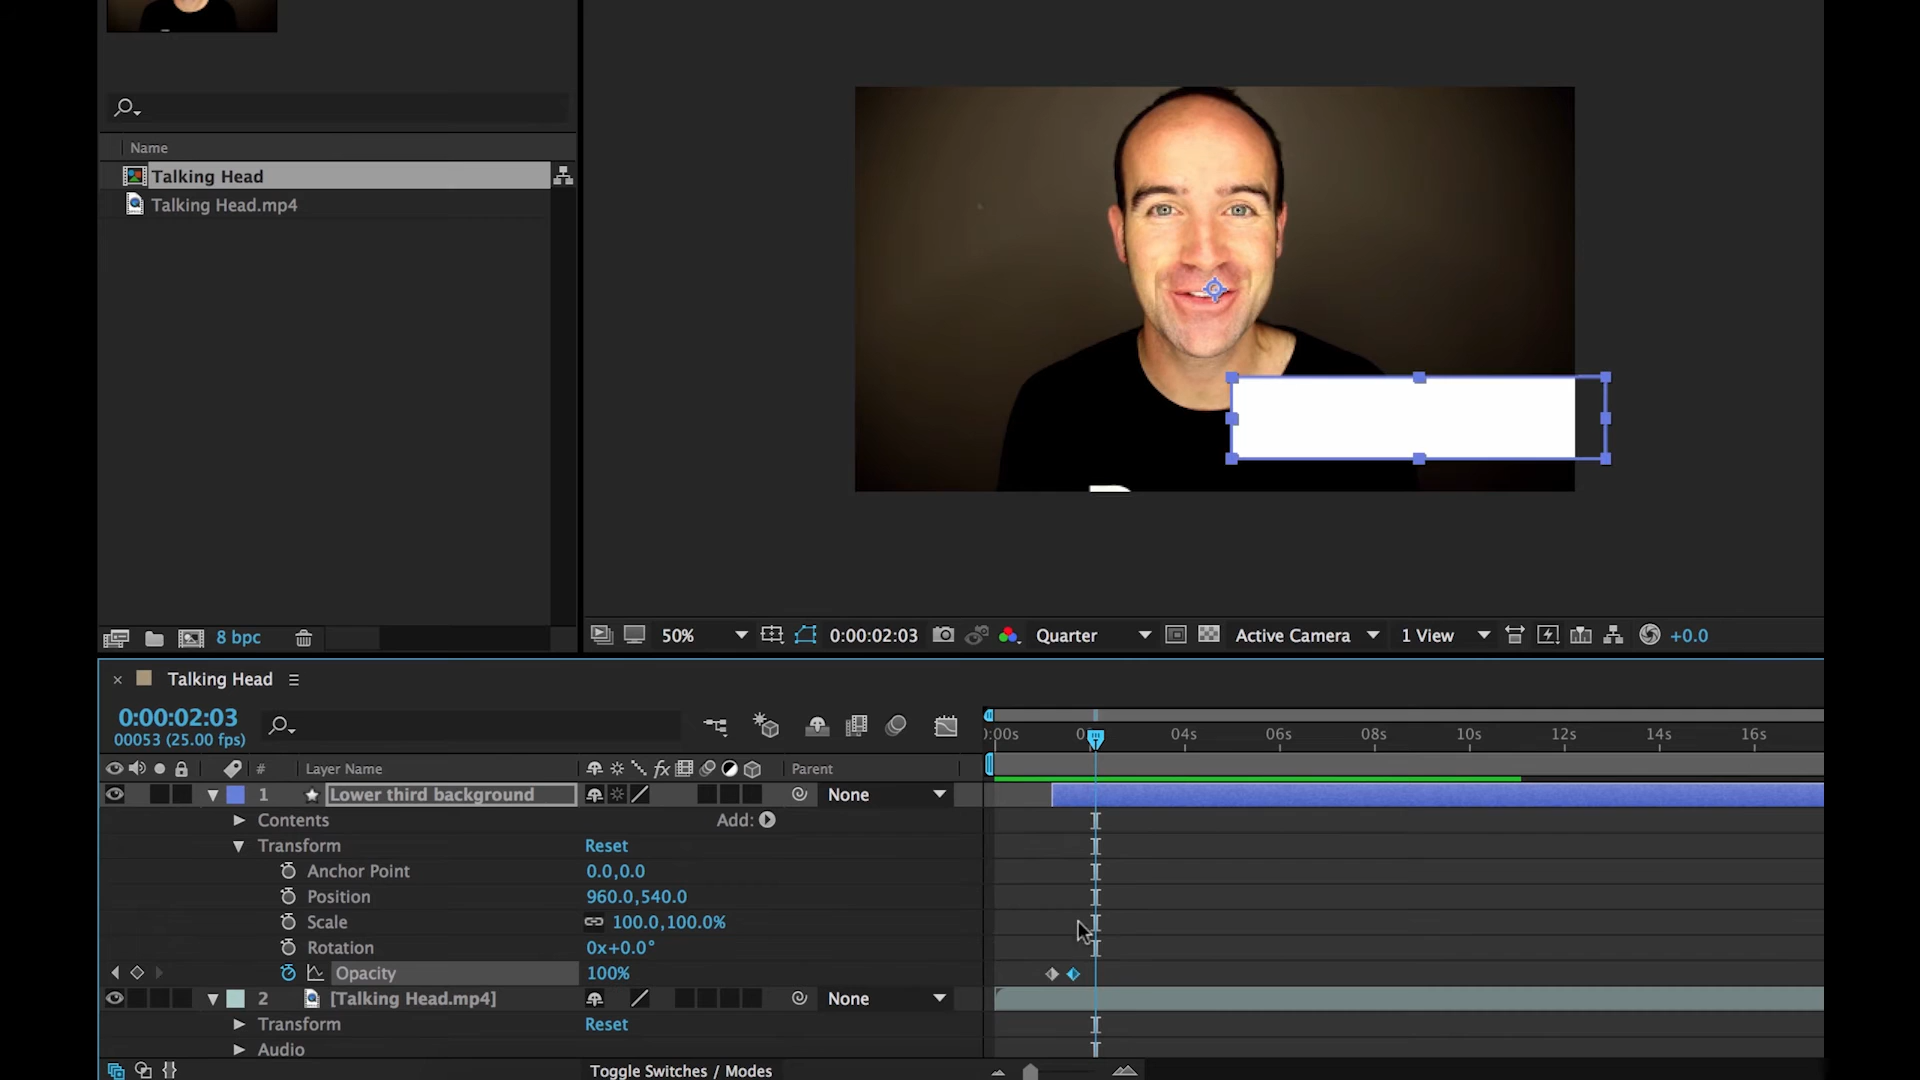 Name
Talking Head
Talking Head.mp4
8 bpc
50%
0:00:02:03
Quarter
Active Camera
1 View
+0.0
Talking Head
0:00:02:03
00053 (25.00 fps)
:00s 04s 06s 08s 10s 12s 14s 16s
# Layer Name fx Parent
1 Lower third background None
Contents Add:
Transform Reset
Anchor Point 0.0,0.0
Position 960.0,540.0
Scale 100.0,100.0%
Rotation 0x+0.0°
Opacity 100%
2 [Talking Head.mp4] None
Transform Reset
Audio
Toggle Switches / Modes